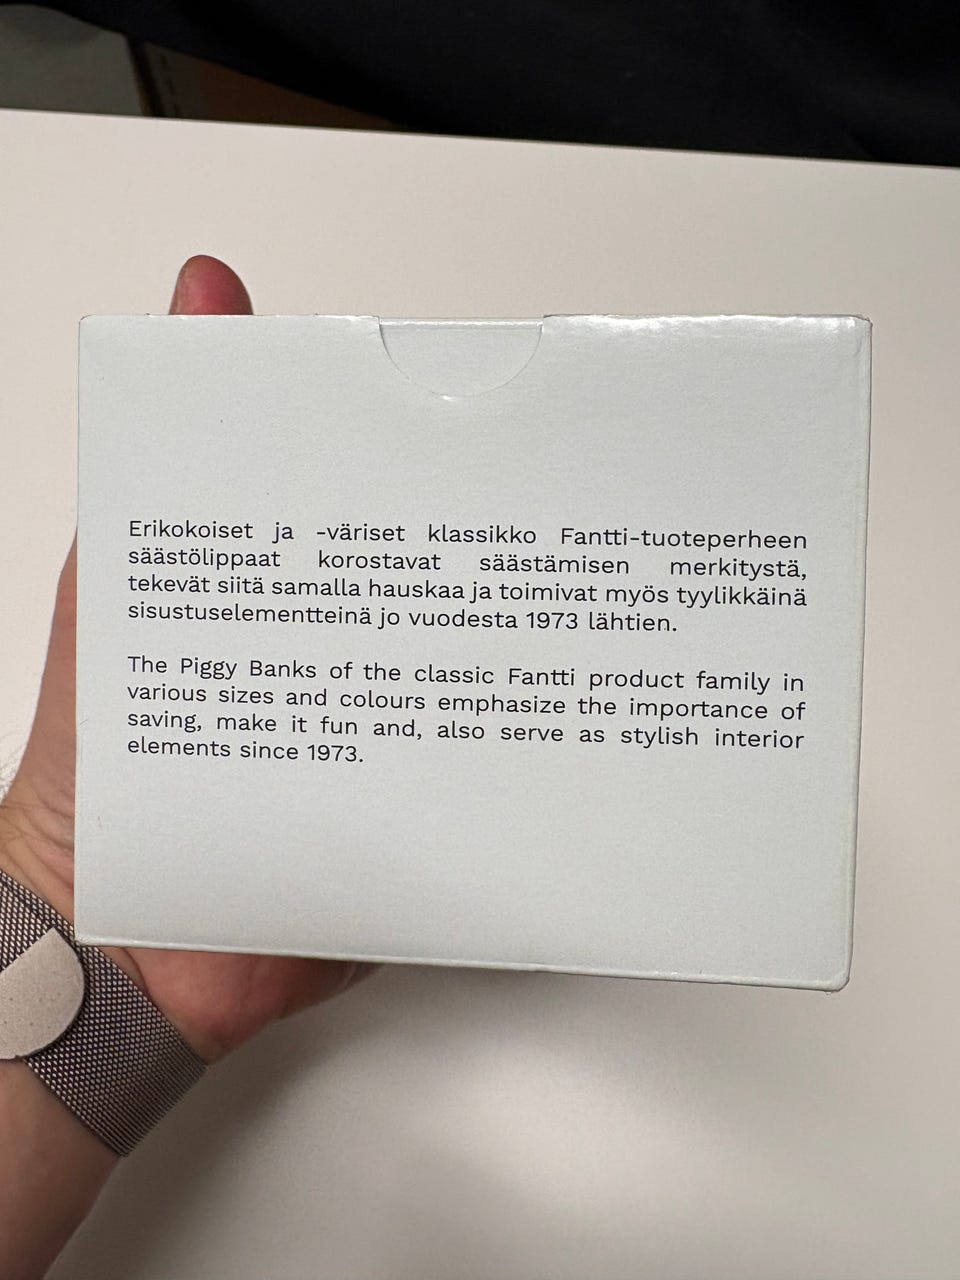 Erikokoiset ja -väriset klassikko Fantti-tuoteperheen
säästölippaat korostavat säästämisen merkitystä,
tekevät siitä samalla hauskaa ja toimivat myös tyylikkäinä
sisustuselementteinä jo vuodesta 1973 lähtien.
The Piggy Banks of the classic Fantti product family in
various sizes and colours emphasize the importance of
saving, make it fun and, also serve as stylish interior
elements since 1973.